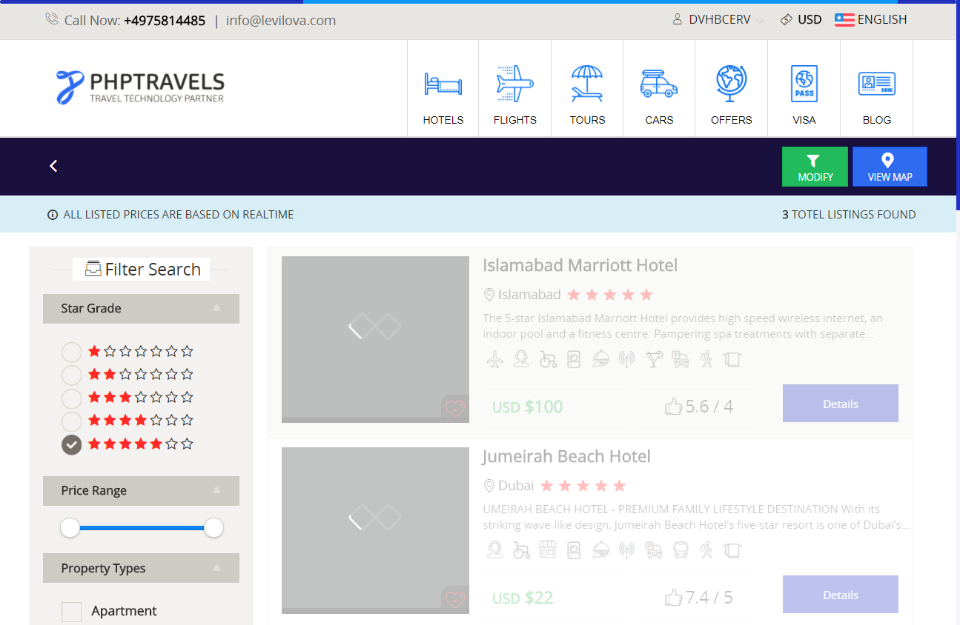 Call Now: +4975814485 | info@levilova.com
DVHBCERV USD ENGLISH
PHPTRAVELS
TRAVEL TECHNOLOGY PARTNER
HOTELS FLIGHTS TOURS CARS OFFERS VISA BLOG
PASS
MODIFY VIEW MAP
ALL LISTED PRICES ARE BASED ON REALTIME
3 TOTEL LISTINGS FOUND
Filter Search
Star Grade
Price Range
Property Types
Apartment
Islamabad Marriott Hotel
Islamabad
The 5-star Islamabad Marriott Hotel provides high speed wireless internet, an
indoor pool and a fitness centre. Pampering spa treatments with separate...
USD $100 5.6 / 4 Details
Jumeirah Beach Hotel
Dubai
UMEIRAH BEACH HOTEL - PREMIUM FAMILY LIFESTYLE DESTINATION With its
striking wave-like design, Jumeirah Beach Hotel's five-star resort is one of Dubai's...
USD $22 7.4 / 5 Details